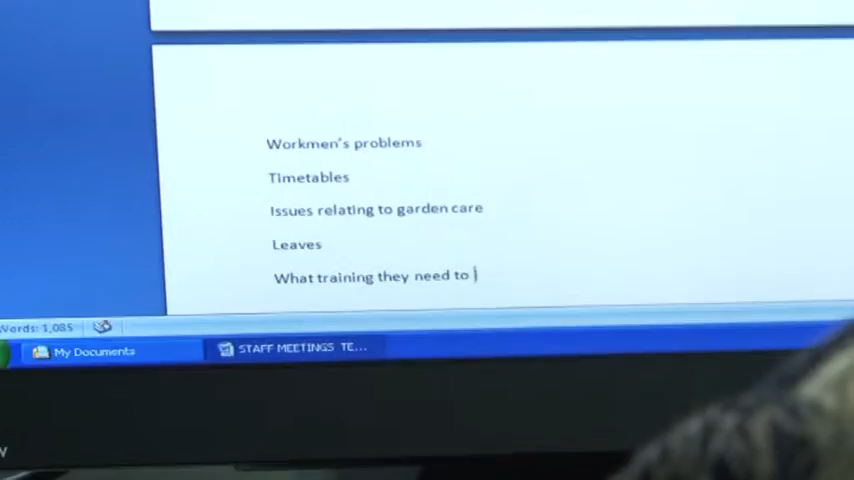 Workmen's problems
Timetables
Issues relating to garden care
Leaves
What training they need to
Words: 1,085
My Documents
STAFF MEETINGS TE...